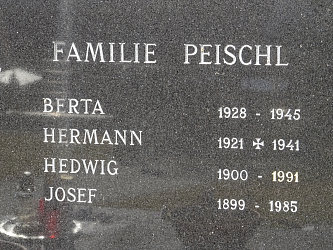 FAMILIE PEISCHL
BERTA 1928 - 1945
HERMANN 1921 ✠ 1941
HEDWIG 1900 - 1991
JOSEF 1899 - 1985